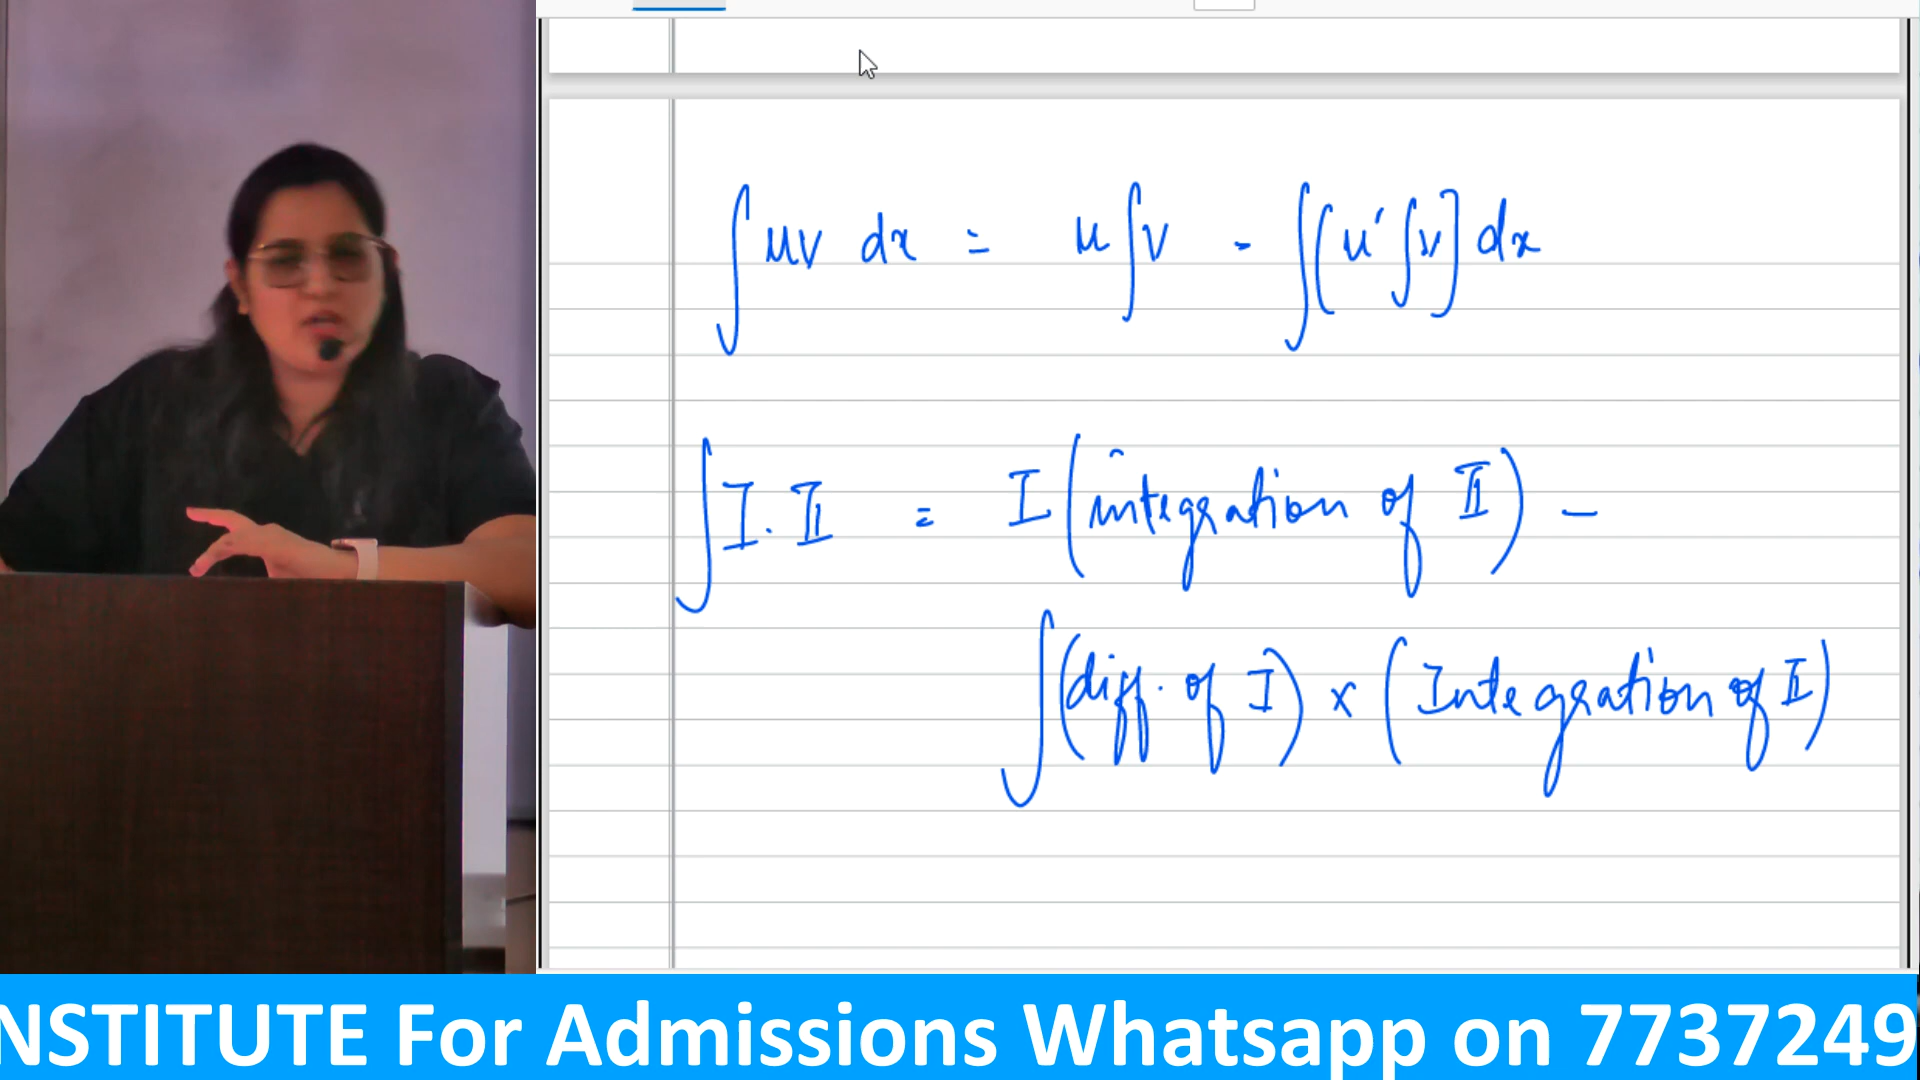 ∫ uv dx = u∫v - ∫[u'∫v] dx
∫ I . II = I (integration of II) -
∫ (diff. of I) x (Integration of II)
NSTITUTE For Admissions Whatsapp on 7737249